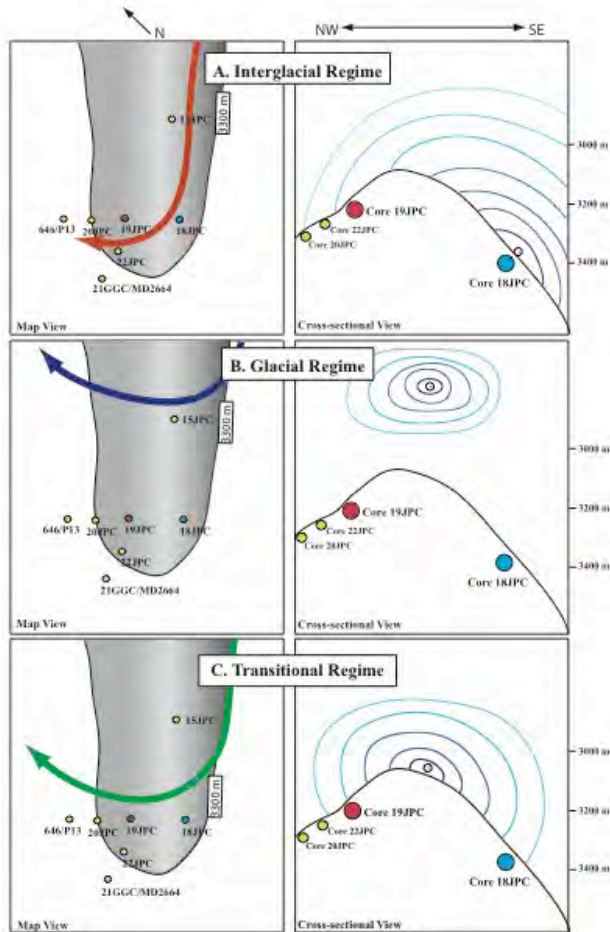 N
NW
SE
A. Interglacial Regime
3300 m
646/P13
20JPC
19JPC
18JPC
22JPC
21GGC/MD2664
Map View
3000 m
3200 m
3400 m
Core 19JPC
Core 22JPC
Core 20JPC
Core 18JPC
Cross-sectional View
B. Glacial Regime
15JPC
3300 m
646/P13
20JPC
19JPC
18JPC
22JPC
21GGC/MD2664
Map View
3000 m
3200 m
3400 m
Core 19JPC
Core 22JPC
Core 20JPC
Core 18JPC
Cross-sectional View
C. Transitional Regime
15JPC
3300 m
646/P13
20JPC
19JPC
18JPC
22JPC
21GGC/MD2664
Map View
3000 m
3200 m
3400 m
Core 19JPC
Core 22JPC
Core 20JPC
Core 18JPC
Cross-sectional View